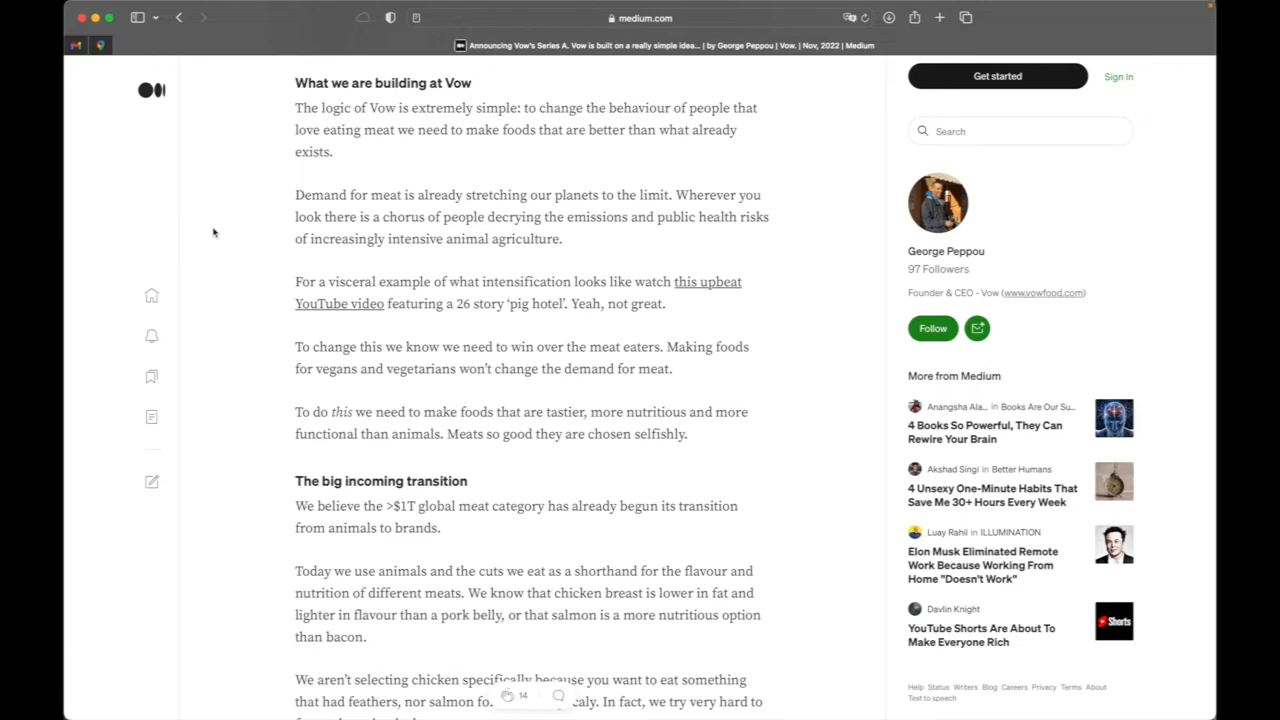 medium.com
Announcing Vow's Series A. Vow is built on a really simple idea... | by George Peppou | Vow. | Nov, 2022 | Medium
What we are building at Vow
The logic of Vow is extremely simple: to change the behaviour of people that
love eating meat we need to make foods that are better than what already
exists.
Demand for meat is already stretching our planets to the limit. Wherever you
look there is a chorus of people decrying the emissions and public health risks
of increasingly intensive animal agriculture.
For a visceral example of what intensification looks like watch this upbeat
YouTube video featuring a 26 story ‘pig hotel’. Yeah, not great.
To change this we know we need to win over the meat eaters. Making foods
for vegans and vegetarians won’t change the demand for meat.
To do this we need to make foods that are tastier, more nutritious and more
functional than animals. Meats so good they are chosen selfishly.
The big incoming transition
We believe the >$1T global meat category has already begun its transition
from animals to brands.
Today we use animals and the cuts we eat as a shorthand for the flavour and
nutrition of different meats. We know that chicken breast is lower in fat and
lighter in flavour than a pork belly, or that salmon is a more nutritious option
than bacon.
We aren’t selecting chicken specifically because you want to eat something
that had feathers, nor salmon fo caly. In fact, we try very hard to
14
Get started
Sign In
Search
George Peppou
97 Followers
Founder & CEO - Vow (www.vowfood.com)
Follow
More from Medium
Anangsha Ala... in Books Are Our Su...
4 Books So Powerful, They Can
Rewire Your Brain
Akshad Singi in Better Humans
4 Unsexy One-Minute Habits That
Save Me 30+ Hours Every Week
Luay Rahil in ILLUMINATION
Elon Musk Eliminated Remote
Work Because Working From
Home "Doesn't Work"
Davlin Knight
YouTube Shorts Are About To
Make Everyone Rich
Shorts
Help Status Writers Blog Careers Privacy Terms About
Text to speech